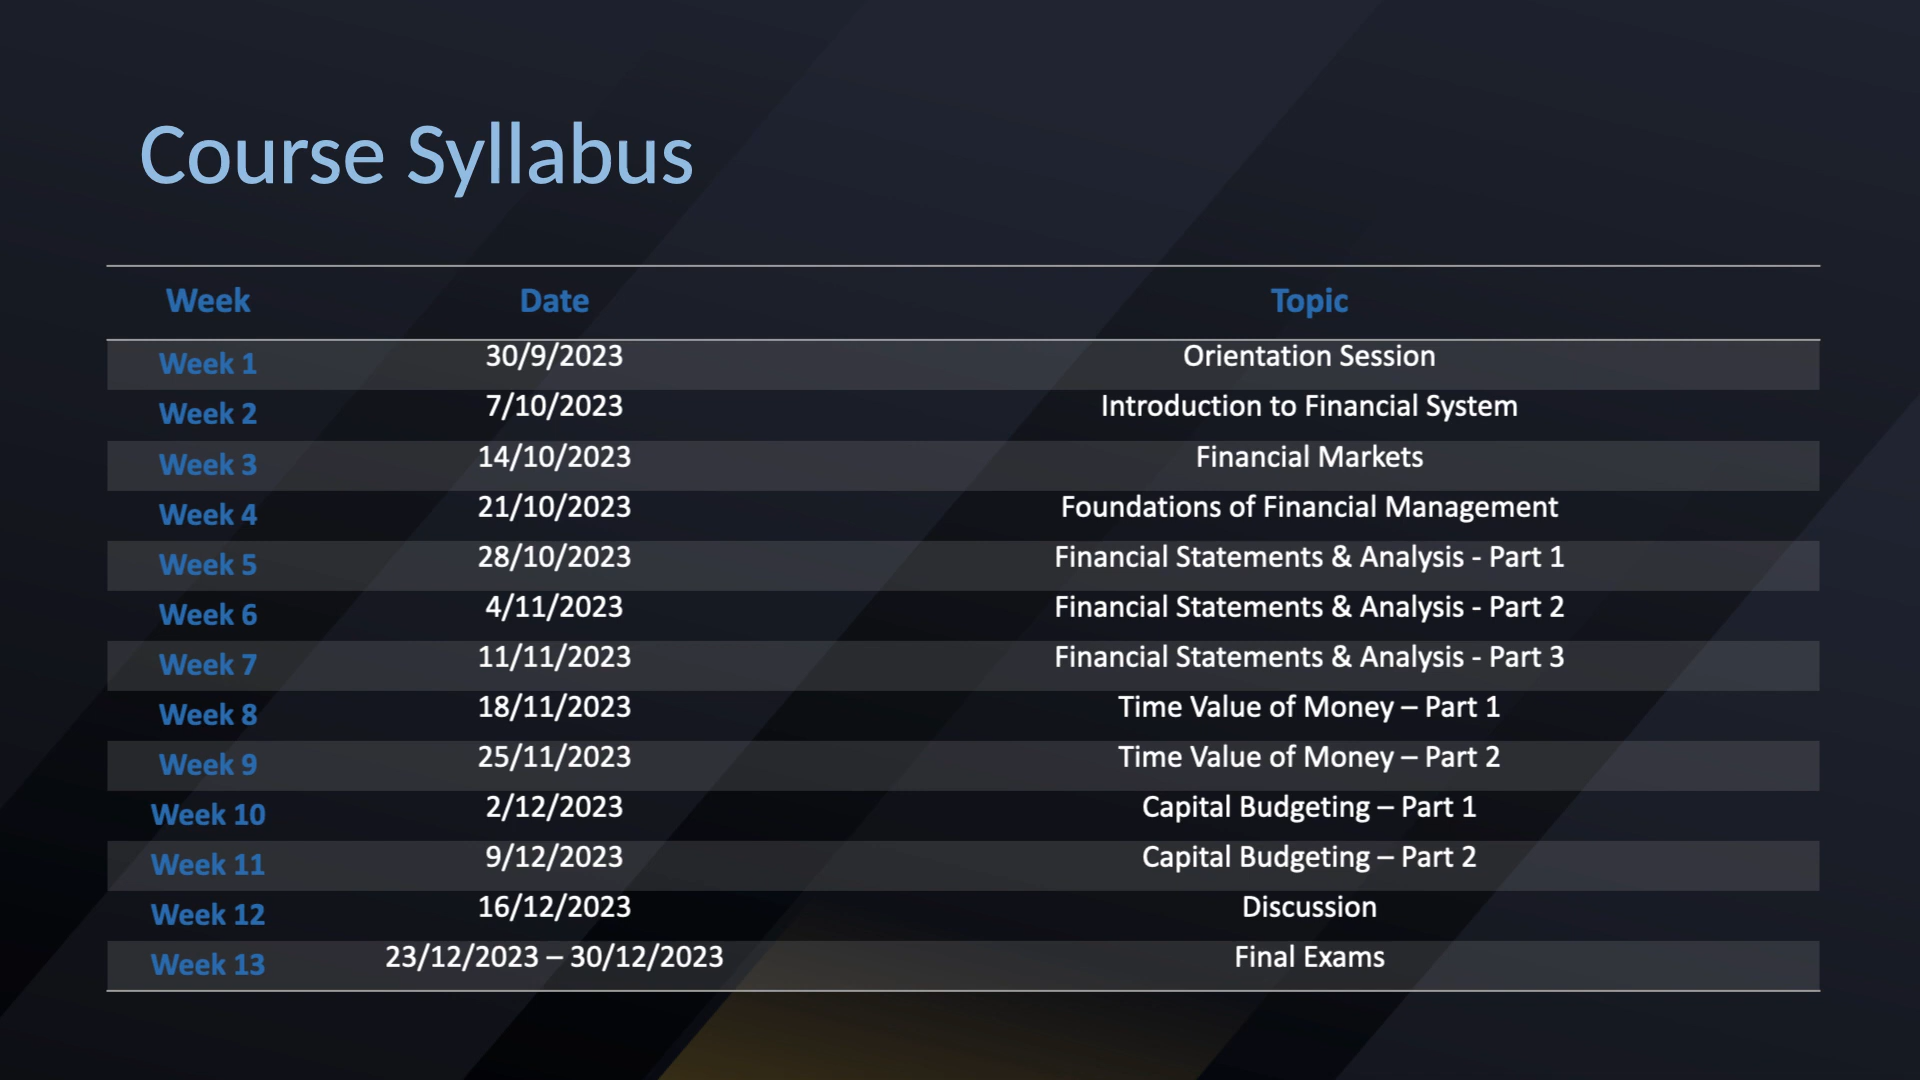 Course Syllabus
Week Date Topic
Week 1 30/9/2023 Orientation Session
Week 2 7/10/2023 Introduction to Financial System
Week 3 14/10/2023 Financial Markets
Week 4 21/10/2023 Foundations of Financial Management
Week 5 28/10/2023 Financial Statements & Analysis - Part 1
Week 6 4/11/2023 Financial Statements & Analysis - Part 2
Week 7 11/11/2023 Financial Statements & Analysis - Part 3
Week 8 18/11/2023 Time Value of Money – Part 1
Week 9 25/11/2023 Time Value of Money – Part 2
Week 10 2/12/2023 Capital Budgeting – Part 1
Week 11 9/12/2023 Capital Budgeting – Part 2
Week 12 16/12/2023 Discussion
Week 13 23/12/2023 – 30/12/2023 Final Exams